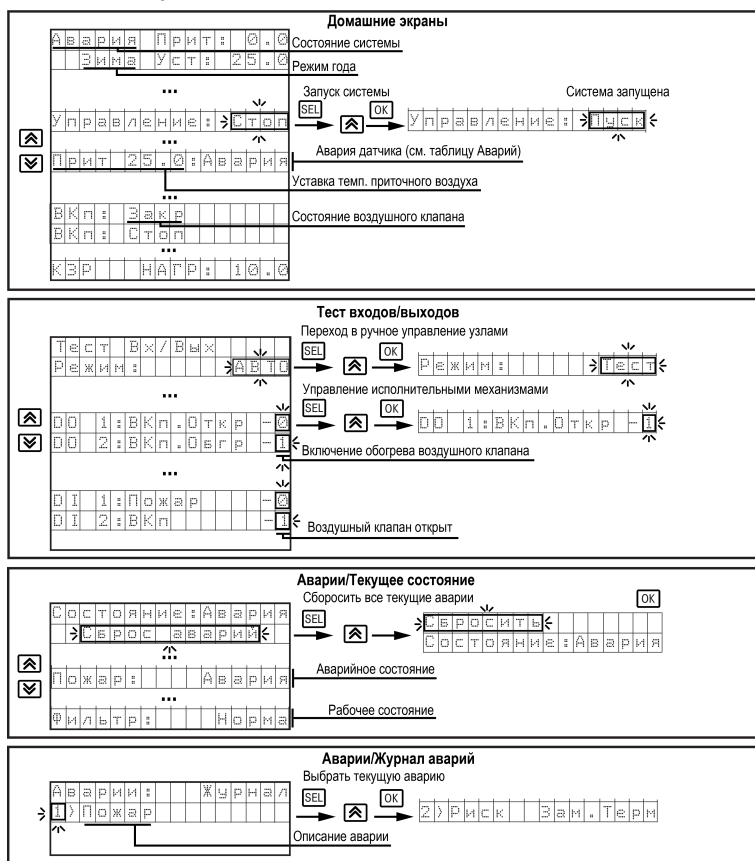 Домашние экраны
Авария Прит: 0.0
Состояние системы
Зима Уст: 25.0
Режим года
...
Запуск системы
Система запущена
Управление: Стоп
SEL
OK
Управление: Пуск
...
Авария датчика (см. таблицу Аварий)
Прит 25.0:Авария
Уставка темп. приточного воздуха
...
ВКп: Закр
Состояние воздушного клапана
ВКп: Стоп
...
КЗР НАГР: 10.0
Тест входов/выходов
Переход в ручное управление узлами
Тест Вх/Вых
Режим: АВТО
SEL
OK
Режим: Тест
...
Управление исполнительными механизмами
DO 1:ВКп.Откр -0
SEL
OK
DO 1:ВКп.Откр -1
DO 2:ВКп.Обгр -1
Включение обогрева воздушного клапана
...
DI 1:Пожар -0
DI 2:ВКп -1
Воздушный клапан открыт
Аварии/Текущее состояние
Сбросить все текущие аварии
OK
Состояние:Авария
Сброс аварий
SEL
Сбросить
Состояние:Авария
...
Аварийное состояние
Пожар: Авария
...
Рабочее состояние
Фильтр: Норма
Аварии/Журнал аварий
Выбрать текущую аварию
Аварии: Журнал
1)Пожар
SEL
OK
2)Риск Зам.Терм
Описание аварии